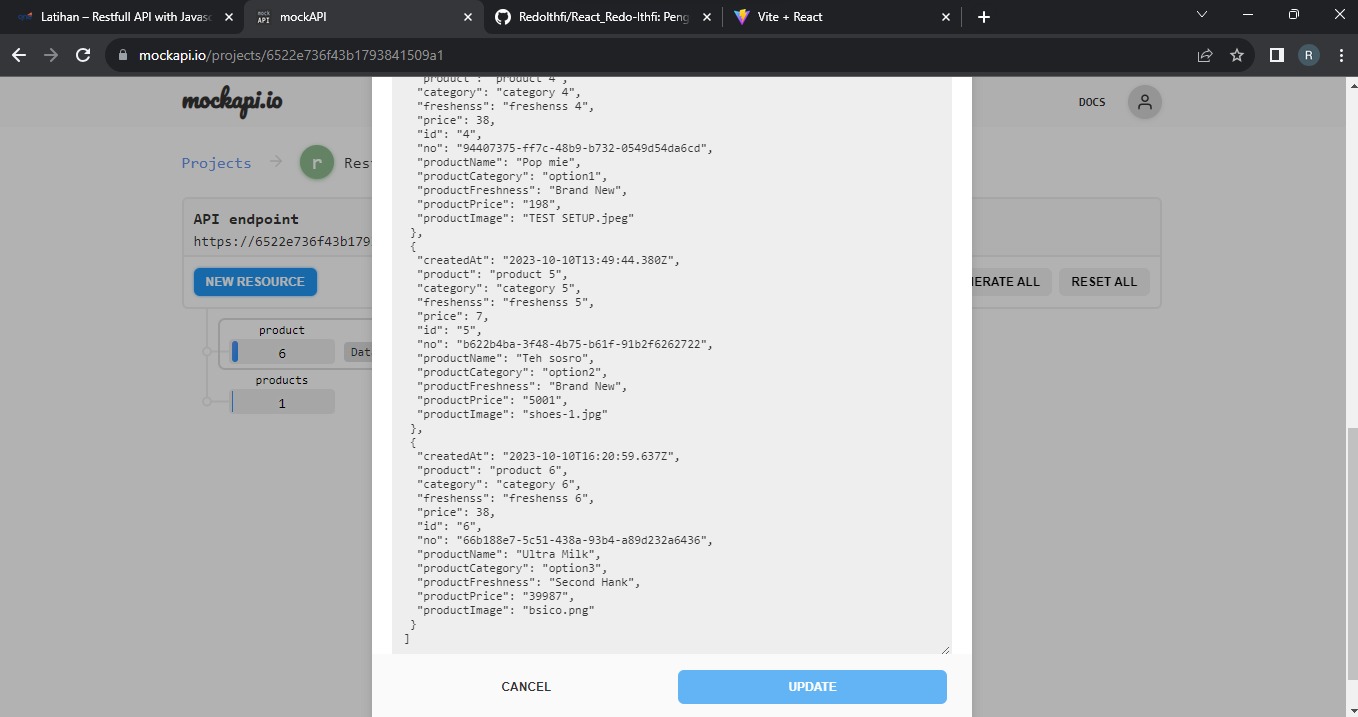 Latihan – Restfull API with Javasc
mockAPI
RedoIthfi/React_Redo-Ithfi: Peng
Vite + React
mockapi.io/projects/6522e736f43b1793841509a1
R
mockapi.io
DOCS
Projects
r
Res
API endpoint
https://6522e736f43b179
NEW RESOURCE
ERATE ALL
RESET ALL
product
6
Dat
products
1
"product": "product 4",
"category": "category 4",
"freshenss": "freshenss 4",
"price": 38,
"id": "4",
"no": "94407375-ff7c-48b9-b732-0549d54da6cd",
"productName": "Pop mie",
"productCategory": "option1",
"productFreshness": "Brand New",
"productPrice": "198",
"productImage": "TEST SETUP.jpeg"
},
{
"createdAt": "2023-10-10T13:49:44.380Z",
"product": "product 5",
"category": "category 5",
"freshenss": "freshenss 5",
"price": 7,
"id": "5",
"no": "b622b4ba-3f48-4b75-b61f-91b2f6262722",
"productName": "Teh sosro",
"productCategory": "option2",
"productFreshness": "Brand New",
"productPrice": "5001",
"productImage": "shoes-1.jpg"
},
{
"createdAt": "2023-10-10T16:20:59.637Z",
"product": "product 6",
"category": "category 6",
"freshenss": "freshenss 6",
"price": 38,
"id": "6",
"no": "66b188e7-5c51-438a-93b4-a89d232a6436",
"productName": "Ultra Milk",
"productCategory": "option3",
"productFreshness": "Second Hank",
"productPrice": "39987",
"productImage": "bsico.png"
}
]
CANCEL
UPDATE